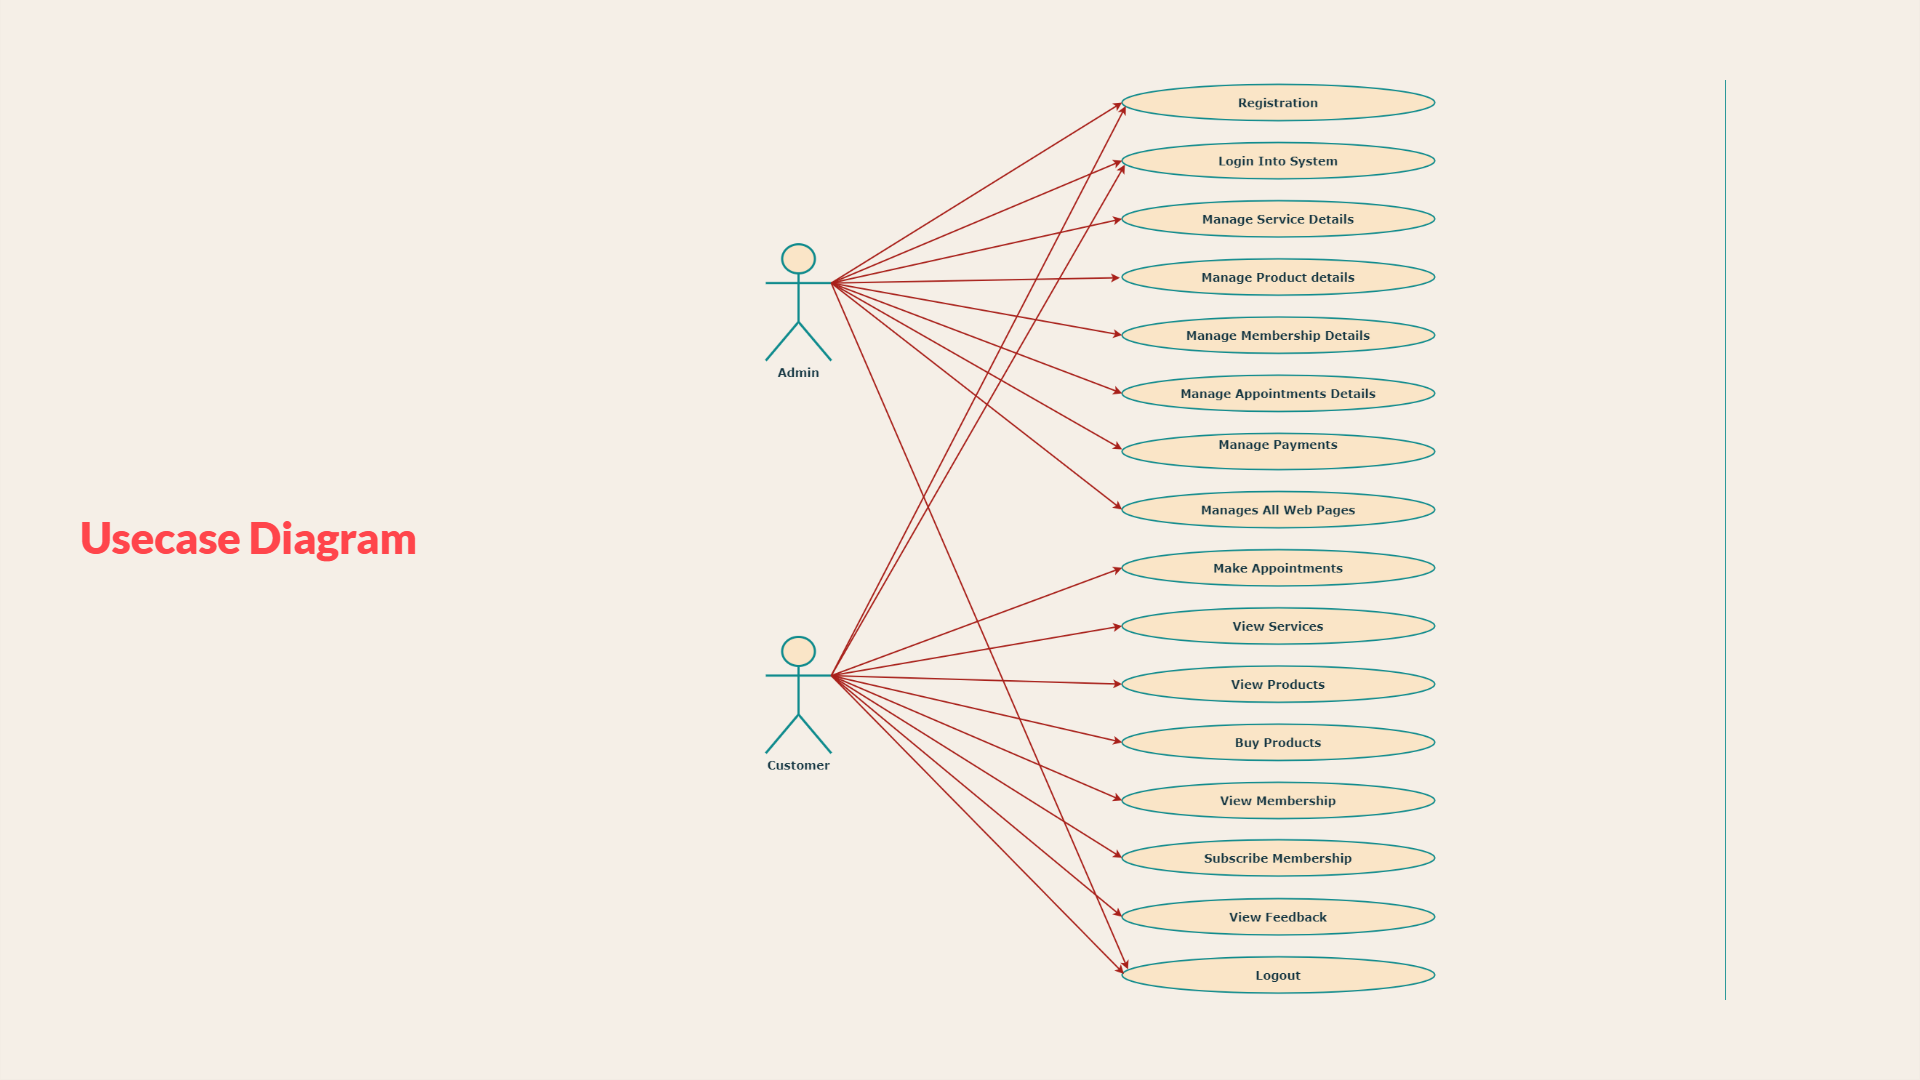 Usecase Diagram
Admin
Customer
Registration
Login Into System
Manage Service Details
Manage Product details
Manage Membership Details
Manage Appointments Details
Manage Payments
Manages All Web Pages
Make Appointments
View Services
View Products
Buy Products
View Membership
Subscribe Membership
View Feedback
Logout